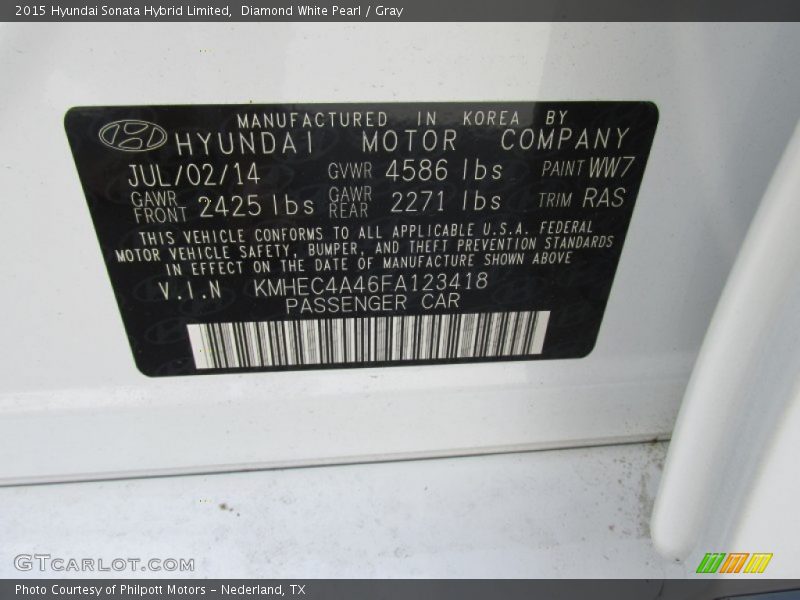 2015 Hyundai Sonata Hybrid Limited,  Diamond White Pearl / Gray
MANUFACTURED IN KOREA BY
HYUNDAI MOTOR COMPANY
JUL/02/14 GVWR 4586 lbs PAINT WW7
GAWR FRONT 2425 lbs GAWR REAR 2271 lbs TRIM RAS
THIS VEHICLE CONFORMS TO ALL APPLICABLE U.S.A. FEDERAL
MOTOR VEHICLE SAFETY, BUMPER, AND THEFT PREVENTION STANDARDS
IN EFFECT ON THE DATE OF MANUFACTURE SHOWN ABOVE
V.I.N KMHEC4A46FA123418
PASSENGER CAR
GTCARLOT.COM
Photo Courtesy of Philpott Motors – Nederland, TX